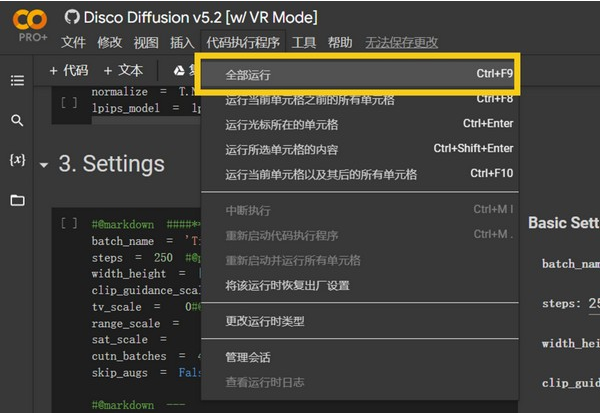 CO Disco Diffusion v5.2 [w/ VR Mode]
PRO+ 文件 修改 视图 插入 代码执行程序 工具 帮助 无法保存更改
+ 代码 + 文本
全部运行 Ctrl+F9
normalize = T.N
运行当前单元格之前的所有单元格 Ctrl+F8
[ ] lpips_model = lp
运行光标所在的单元格 Ctrl+Enter
运行所选单元格的内容 Ctrl+Shift+Enter
{x} 3. Settings
运行当前单元格以及其后的所有单元格 Ctrl+F10
中断执行 Ctrl+M I
[ ] #@markdown ####**
Basic Sett
重新启动代码执行程序 Ctrl+M .
batch_name = 'Ti
steps = 250 #@p
重新启动并运行所有单元格
batch_nam
width_height = [
将该运行时恢复出厂设置
clip_guidance_scal
steps: 25
tv_scale = 0#@
更改运行时类型
range_scale =
sat_scale =
width_he
cutn_batches = 4
管理会话
skip_augs = Fals
查看运行时日志
clip_guid
#@markdown ---